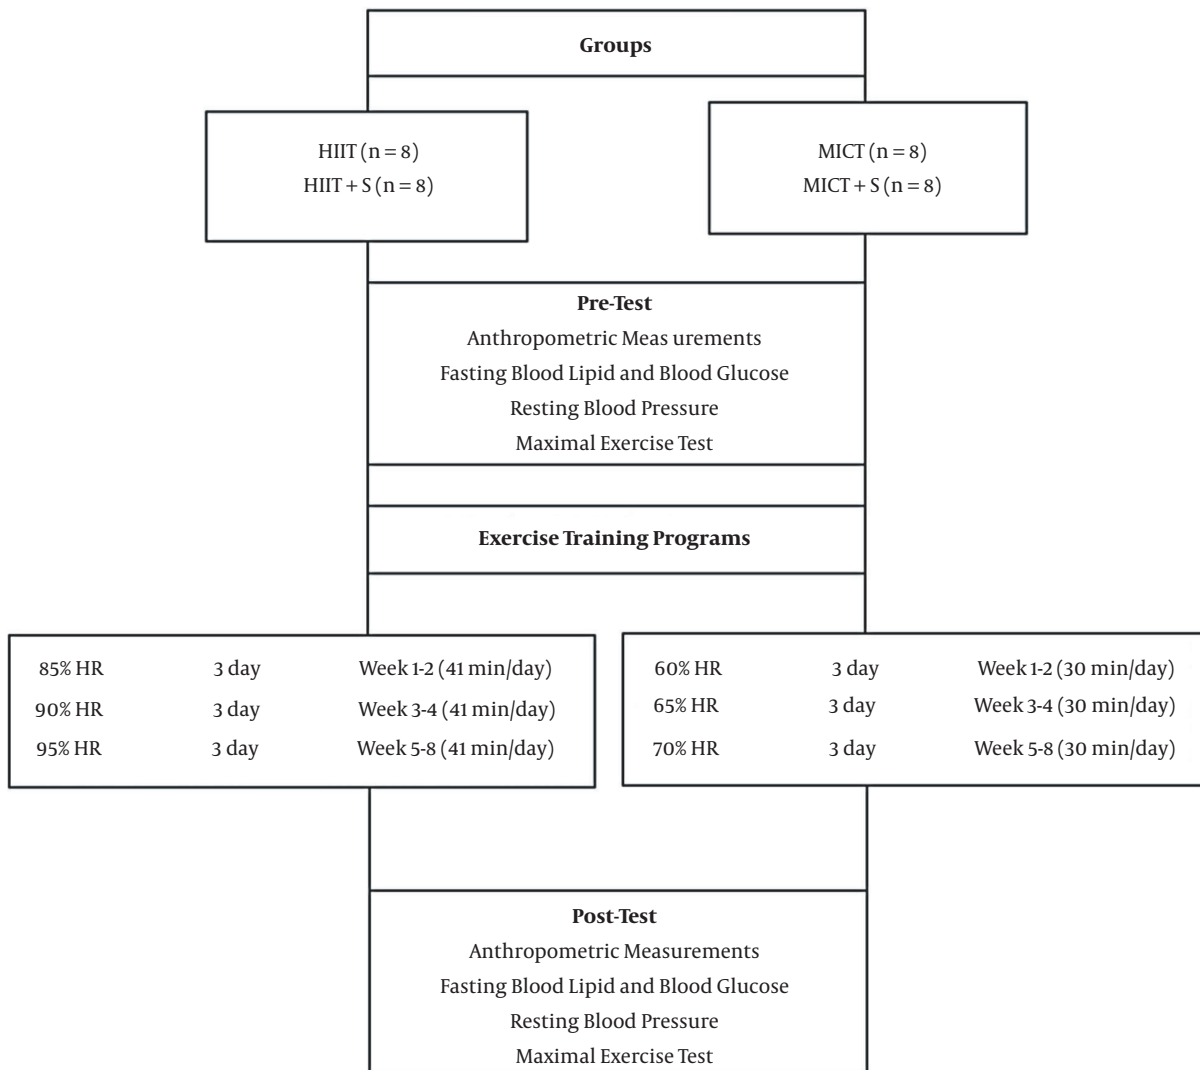 Groups
HIIT (n = 8)
HIIT + S (n = 8)
MICT (n = 8)
MICT + S (n = 8)
Pre-Test
Anthropometric Meas urements
Fasting Blood Lipid and Blood Glucose
Resting Blood Pressure
Maximal Exercise Test
Exercise Training Programs
85% HR 3 day Week 1-2 (41 min/day)
90% HR 3 day Week 3-4 (41 min/day)
95% HR 3 day Week 5-8 (41 min/day)
60% HR 3 day Week 1-2 (30 min/day)
65% HR 3 day Week 3-4 (30 min/day)
70% HR 3 day Week 5-8 (30 min/day)
Post-Test
Anthropometric Measurements
Fasting Blood Lipid and Blood Glucose
Resting Blood Pressure
Maximal Exercise Test